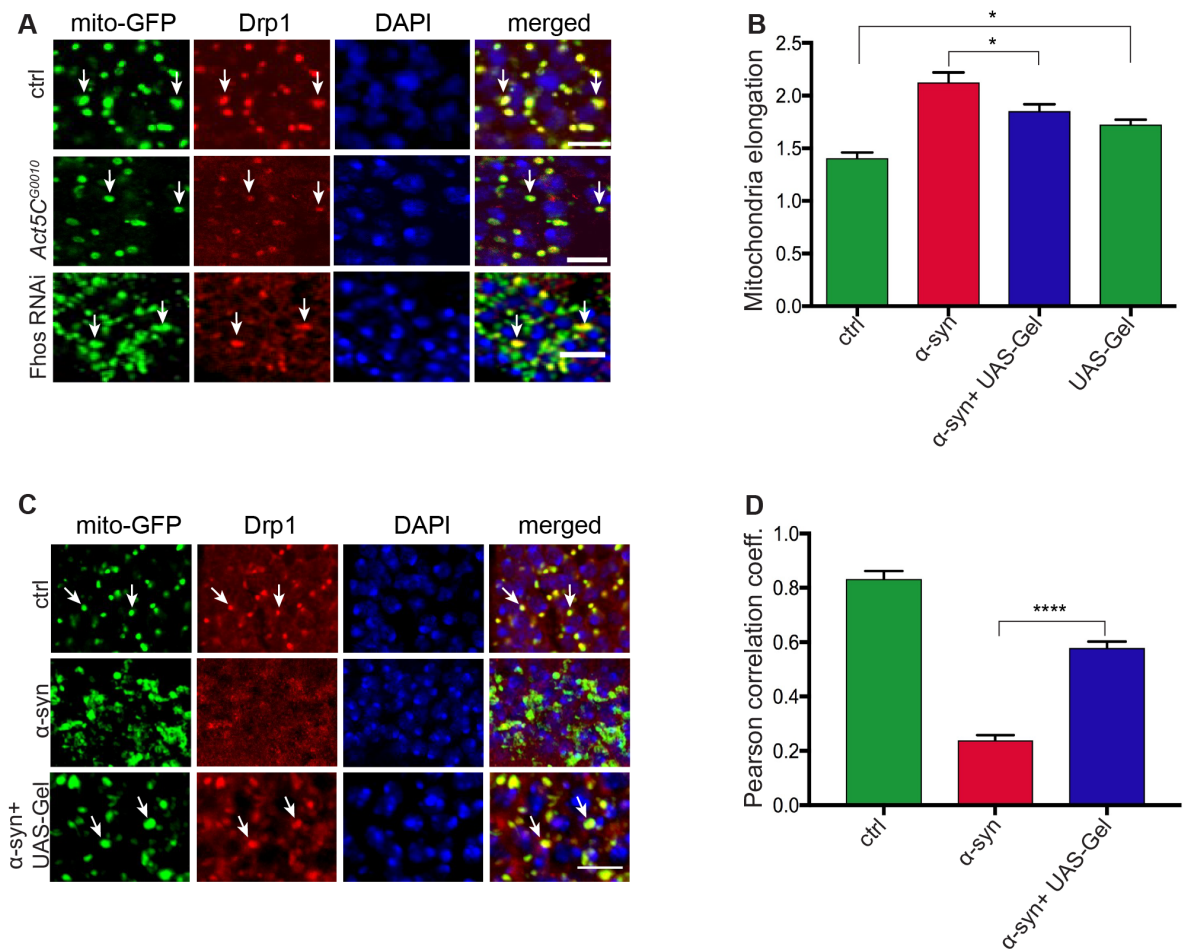 A
mito-GFP Drp1 DAPI merged
ctrl
Act5C^G0010
Fhos RNAi
B
Mitochondria elongation
2.5
2.0
1.5
1.0
0.5
0.0
*
*
ctrl
α-syn
α-syn+ UAS-Gel
UAS-Gel
C
mito-GFP Drp1 DAPI merged
ctrl
α-syn
α-syn+
UAS-Gel
D
Pearson correlation coeff.
1.0
0.8
0.6
0.4
0.2
0.0
****
ctrl
α-syn
α-syn+ UAS-Gel